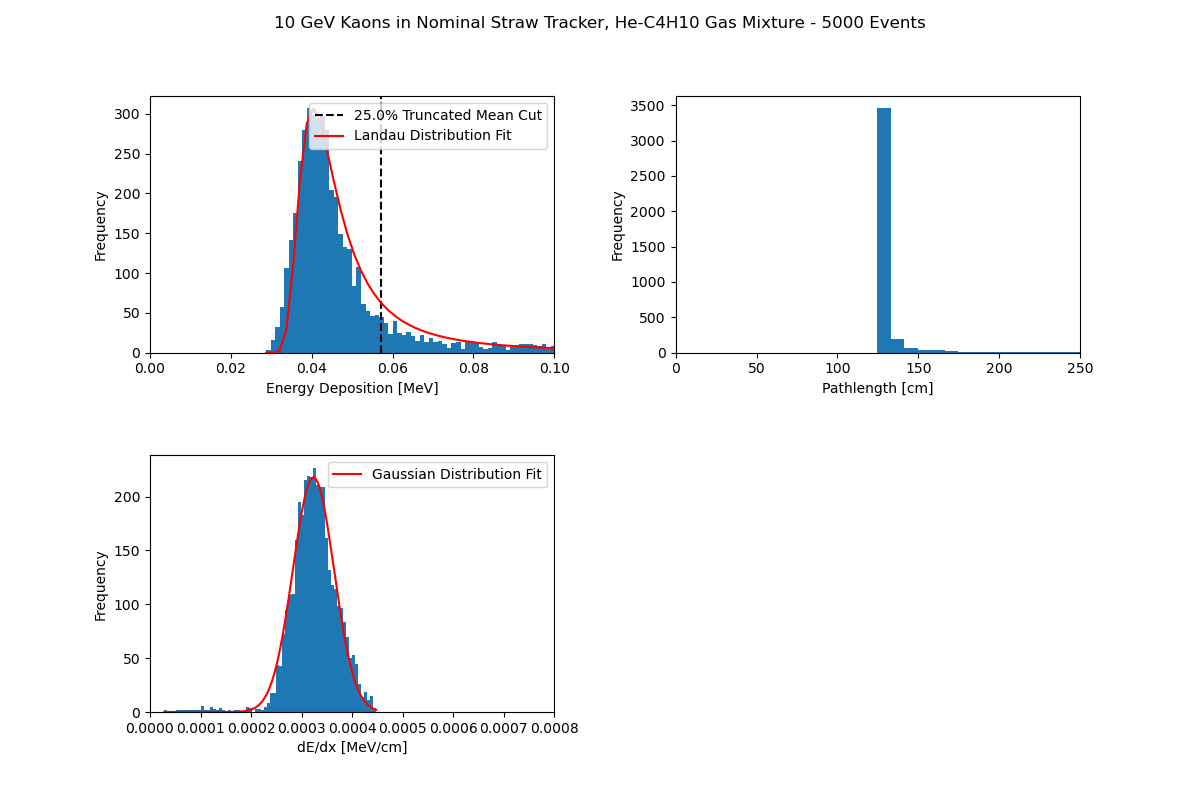 10 GeV Kaons in Nominal Straw Tracker, He-C4H10 Gas Mixture - 5000 Events
300
250
200
150
100
50
0
Frequency
25.0% Truncated Mean Cut
Landau Distribution Fit
0.00 0.02 0.04 0.06 0.08 0.10
Energy Deposition [MeV]
3500
3000
2500
2000
1500
1000
500
0
Frequency
0 50 100 150 200 250
Pathlength [cm]
200
150
100
50
0
Frequency
Gaussian Distribution Fit
0.0000 0.0001 0.0002 0.0003 0.0004 0.0005 0.0006 0.0007 0.0008
dE/dx [MeV/cm]